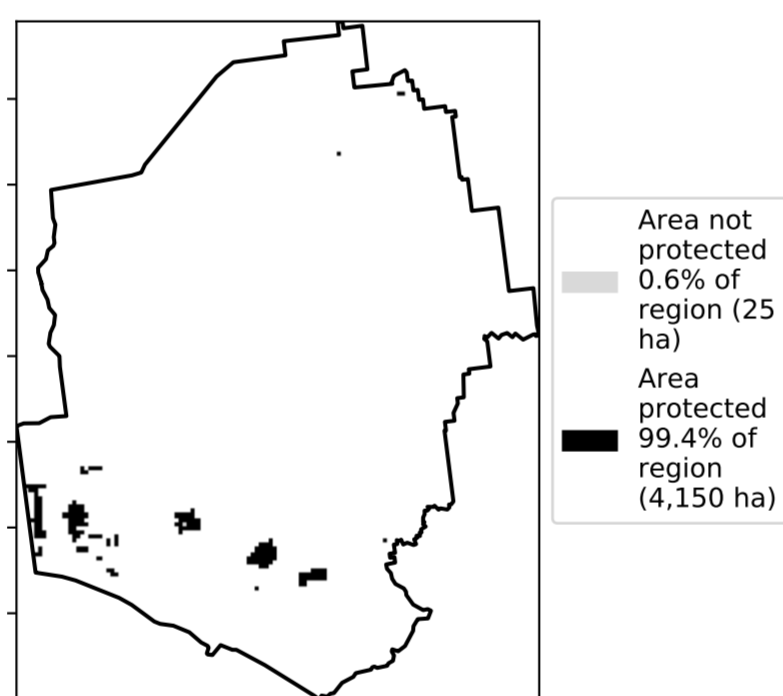 Area not
protected
0.6% of
region (25
ha)
Area
protected
99.4% of
region
(4,150 ha)